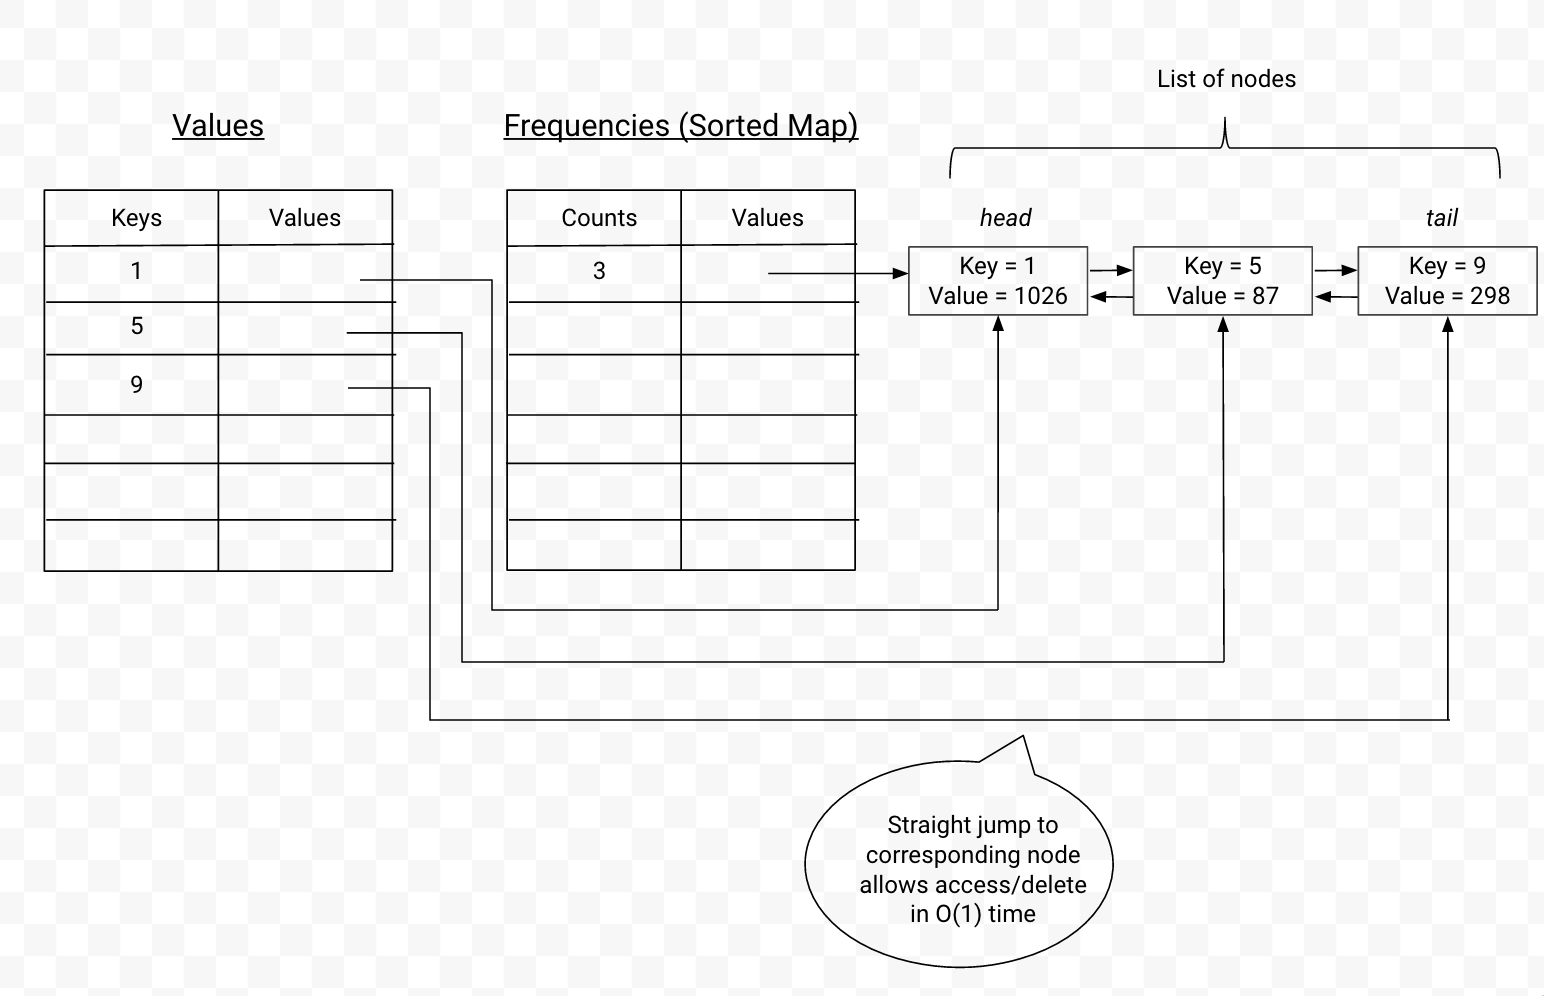 List of nodes
Values
Frequencies (Sorted Map)
Keys Values
1
5
9
Counts Values
3
head
tail
Key = 1
Value = 1026
Key = 5
Value = 87
Key = 9
Value = 298
Straight jump to
corresponding node
allows access/delete
in O(1) time